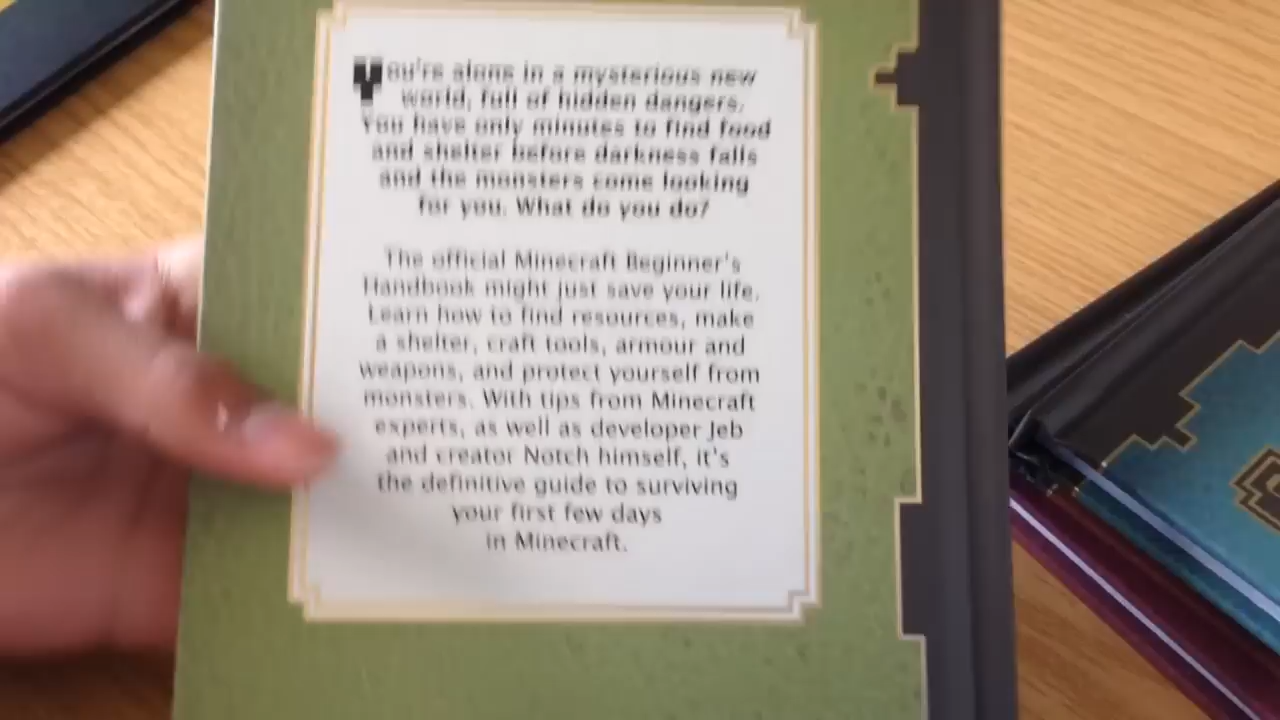 You're alone in a mysterious new
world, full of hidden dangers.
You have only minutes to find food
and shelter before darkness falls
and the monsters come looking
for you. What do you do?
The official Minecraft Beginner's
Handbook might just save your life.
Learn how to find resources, make
a shelter, craft tools, armour and
weapons, and protect yourself from
monsters. With tips from Minecraft
experts, as well as developer Jeb
and creator Notch himself, it's
the definitive guide to surviving
your first few days
in Minecraft.